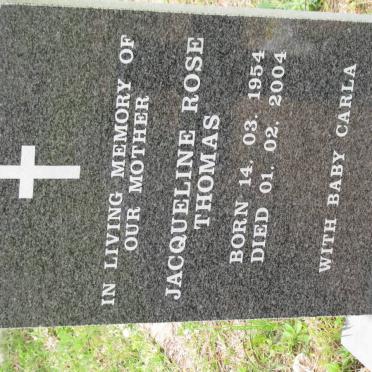 IN LIVING MEMORY OF
OUR MOTHER
JACQUELINE ROSE
THOMAS
BORN 14. 03. 1954
DIED 01. 02. 2004
WITH BABY CARLA